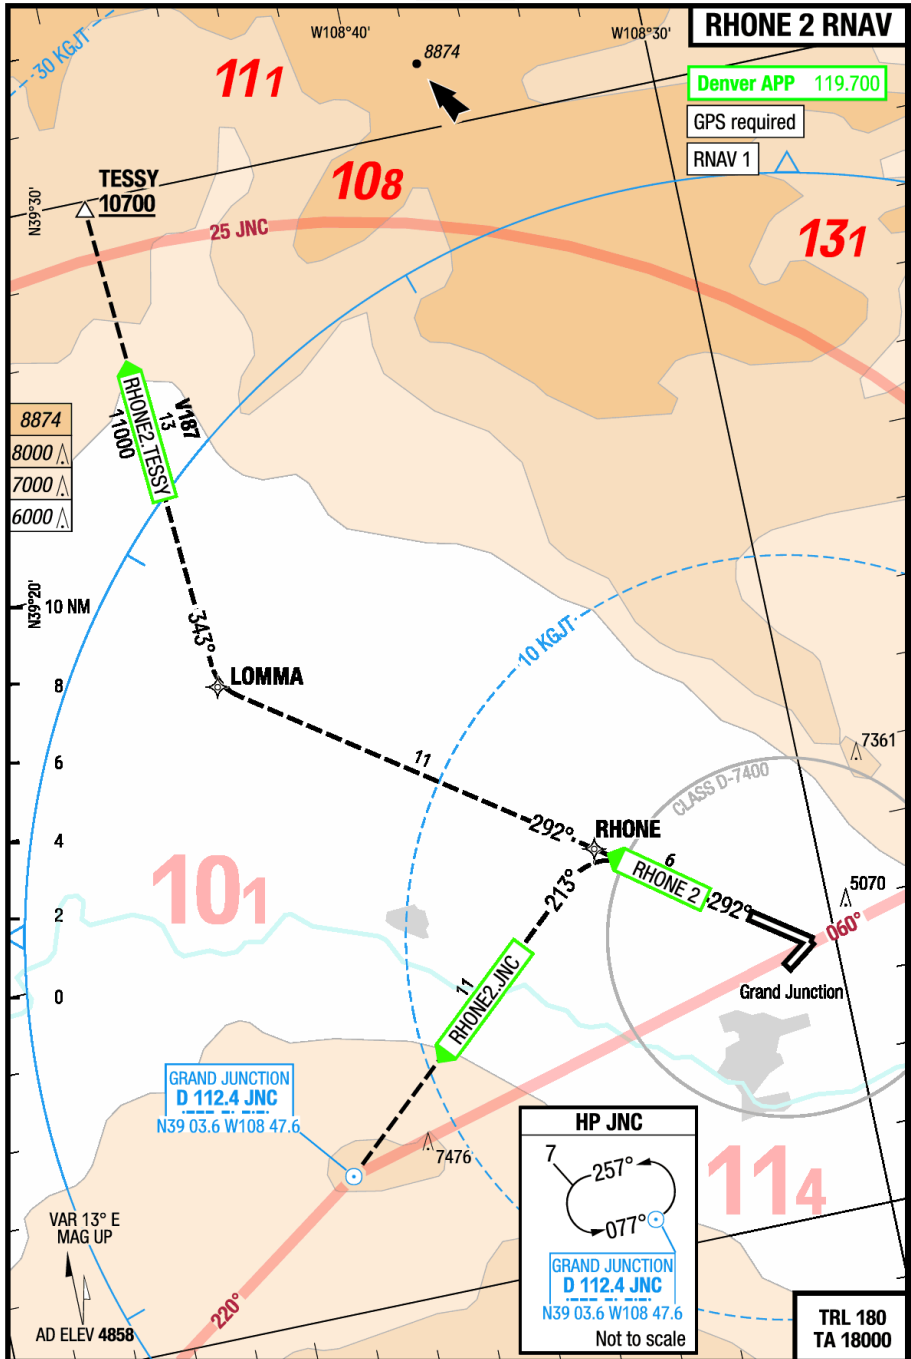 RHONE 2 RNAV
W108°40'
W108°30'
30 KGJT
8874
111
Denver APP 119.700
GPS required
RNAV 1
TESSY
10700
108
N39°30'
25 JNC
131
V187
13
RHONE2.TESSY
11000
8874
8000
7000
6000
N39°20'
10 NM
343°
10 KGJT
LOMMA
8
11
7361
6
CLASS D-7400
292°
RHONE
4
6
RHONE 2
292°
213°
101
5070
2
060°
11
RHONE2.JNC
0
Grand Junction
GRAND JUNCTION
D 112.4 JNC
N39 03.6 W108 47.6
7476
HP JNC
7
257°
077°
GRAND JUNCTION
D 112.4 JNC
N39 03.6 W108 47.6
Not to scale
114
VAR 13° E
MAG UP
AD ELEV 4858
220°
TRL 180
TA 18000